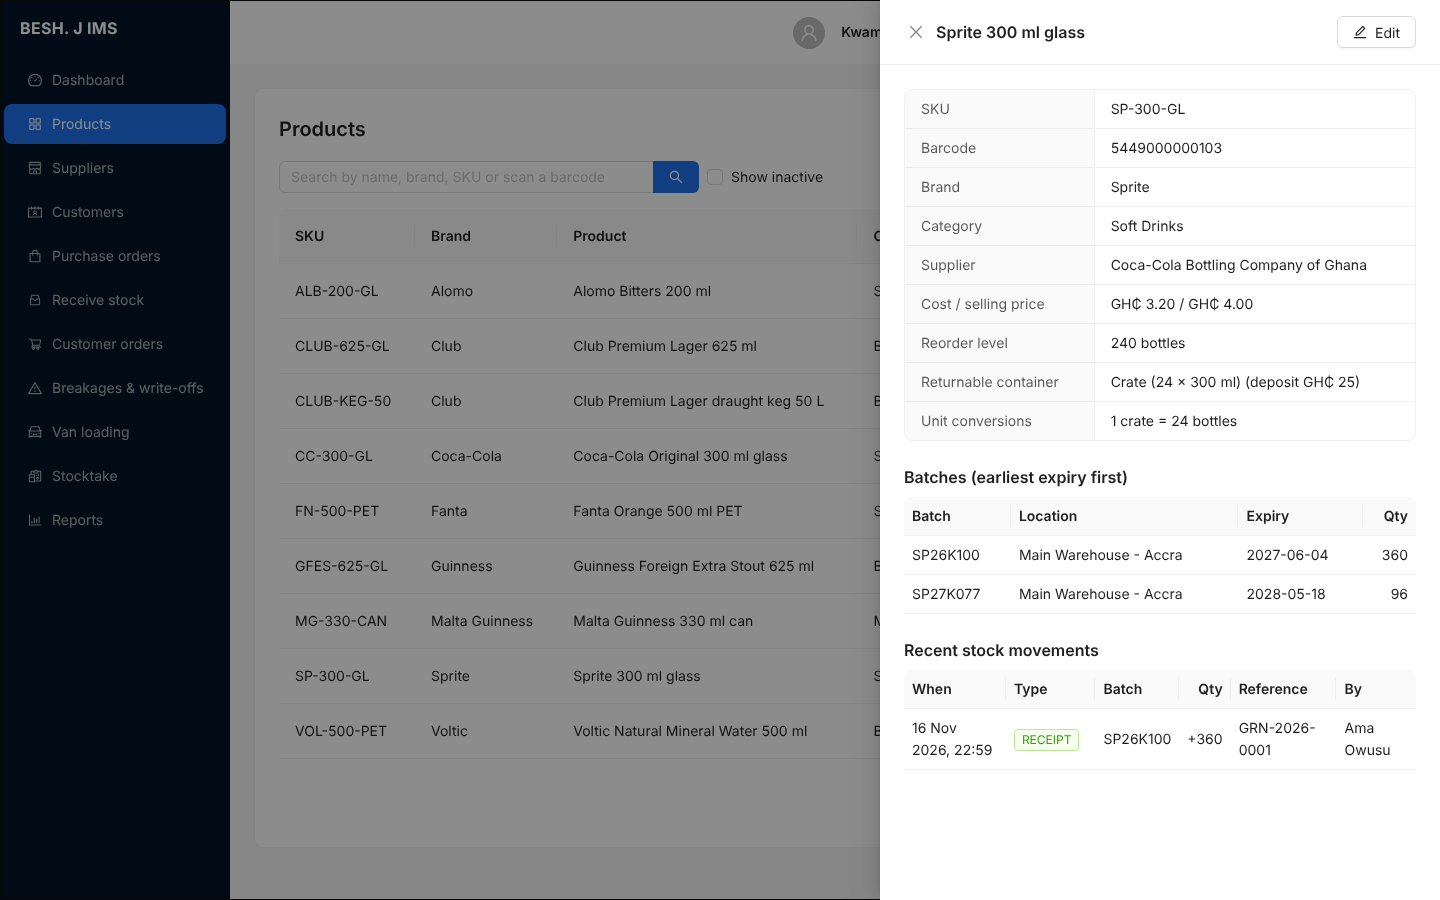 BESH. J IMS
Dashboard
Products
Suppliers
Customers
Purchase orders
Receive stock
Customer orders
Breakages & write-offs
Van loading
Stocktake
Reports
Kwam
Products
Search by name, brand, SKU or scan a barcode
Show inactive
SKU Brand Product C
ALB-200-GL Alomo Alomo Bitters 200 ml S
CLUB-625-GL Club Club Premium Lager 625 ml B
CLUB-KEG-50 Club Club Premium Lager draught keg 50 L B
CC-300-GL Coca-Cola Coca-Cola Original 300 ml glass S
FN-500-PET Fanta Fanta Orange 500 ml PET S
GFES-625-GL Guinness Guinness Foreign Extra Stout 625 ml B
MG-330-CAN Malta Guinness Malta Guinness 330 ml can M
SP-300-GL Sprite Sprite 300 ml glass S
VOL-500-PET Voltic Voltic Natural Mineral Water 500 ml B
Sprite 300 ml glass
Edit
SKU SP-300-GL
Barcode 5449000000103
Brand Sprite
Category Soft Drinks
Supplier Coca-Cola Bottling Company of Ghana
Cost / selling price GH₵ 3.20 / GH₵ 4.00
Reorder level 240 bottles
Returnable container Crate (24 × 300 ml) (deposit GH₵ 25)
Unit conversions 1 crate = 24 bottles
Batches (earliest expiry first)
Batch Location Expiry Qty
SP26K100 Main Warehouse - Accra 2027-06-04 360
SP27K077 Main Warehouse - Accra 2028-05-18 96
Recent stock movements
When Type Batch Qty Reference By
16 Nov 2026, 22:59 RECEIPT SP26K100 +360 GRN-2026-0001 Ama Owusu